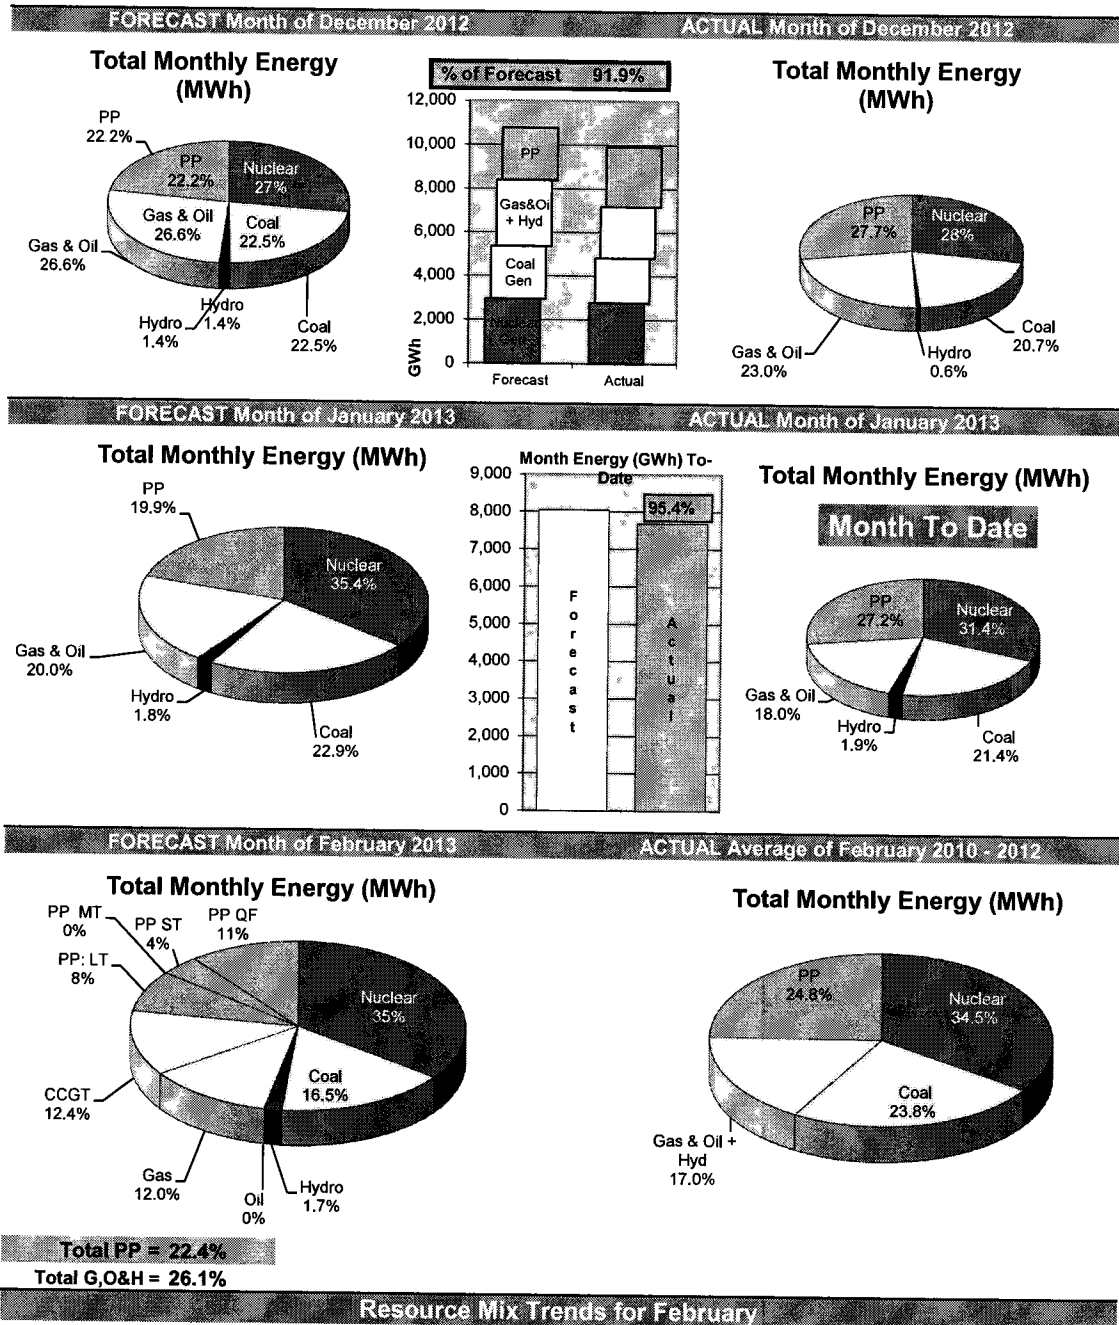 FORECAST Month of December 2012
ACTUAL Month of December 2012
Total Monthly Energy
(MWh)
PP
22.2%
PP
22.2%
Nuclear
27%
Gas & Oil
26.6%
Coal
22.5%
Gas & Oil
26.6%
Hydro
1.4%
Hydro
1.4%
Coal
22.5%
% of Forecast 91.9%
12,000
10,000
8,000
6,000
4,000
2,000
0
GWh
PP
Gas&Oi
+ Hyd
Coal
Gen
Nuclear
Gen
Forecast
Actual
Total Monthly Energy
(MWh)
PP
27.7%
Nuclear
28%
Gas & Oil
23.0%
Hydro
0.6%
Coal
20.7%
FORECAST Month of January 2013
ACTUAL Month of January 2013
Total Monthly Energy (MWh)
PP
19.9%
Nuclear
35.4%
Gas & Oil
20.0%
Hydro
1.8%
Coal
22.9%
Month Energy (GWh) To-
Date
9,000
8,000
7,000
6,000
5,000
4,000
3,000
2,000
1,000
0
95.4%
Forecast
Actual
Total Monthly Energy (MWh)
Month To Date
PP
27.2%
Nuclear
31.4%
Gas & Oil
18.0%
Hydro
1.9%
Coal
21.4%
FORECAST Month of February 2013
ACTUAL Average of February 2010 - 2012
Total Monthly Energy (MWh)
PP MT
0%
PP ST
4%
PP QF
11%
PP: LT
8%
Nuclear
35%
Coal
16.5%
CCGT
12.4%
Gas
12.0%
Oil
0%
Hydro
1.7%
Total Monthly Energy (MWh)
PP
24.8%
Nuclear
34.5%
Coal
23.8%
Gas & Oil +
Hyd
17.0%
Total PP = 22.4%
Total G,O&H = 26.1%
Resource Mix Trends for February